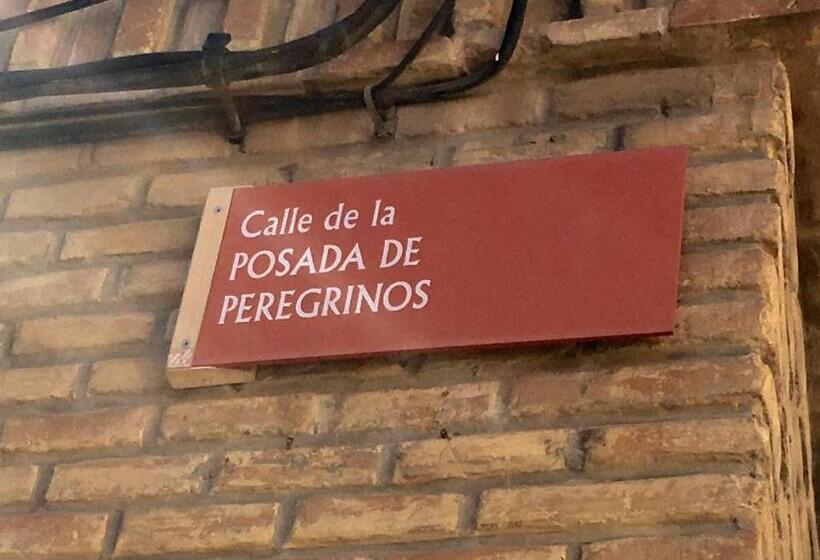 Calle de la
POSADA DE
PEREGRINOS